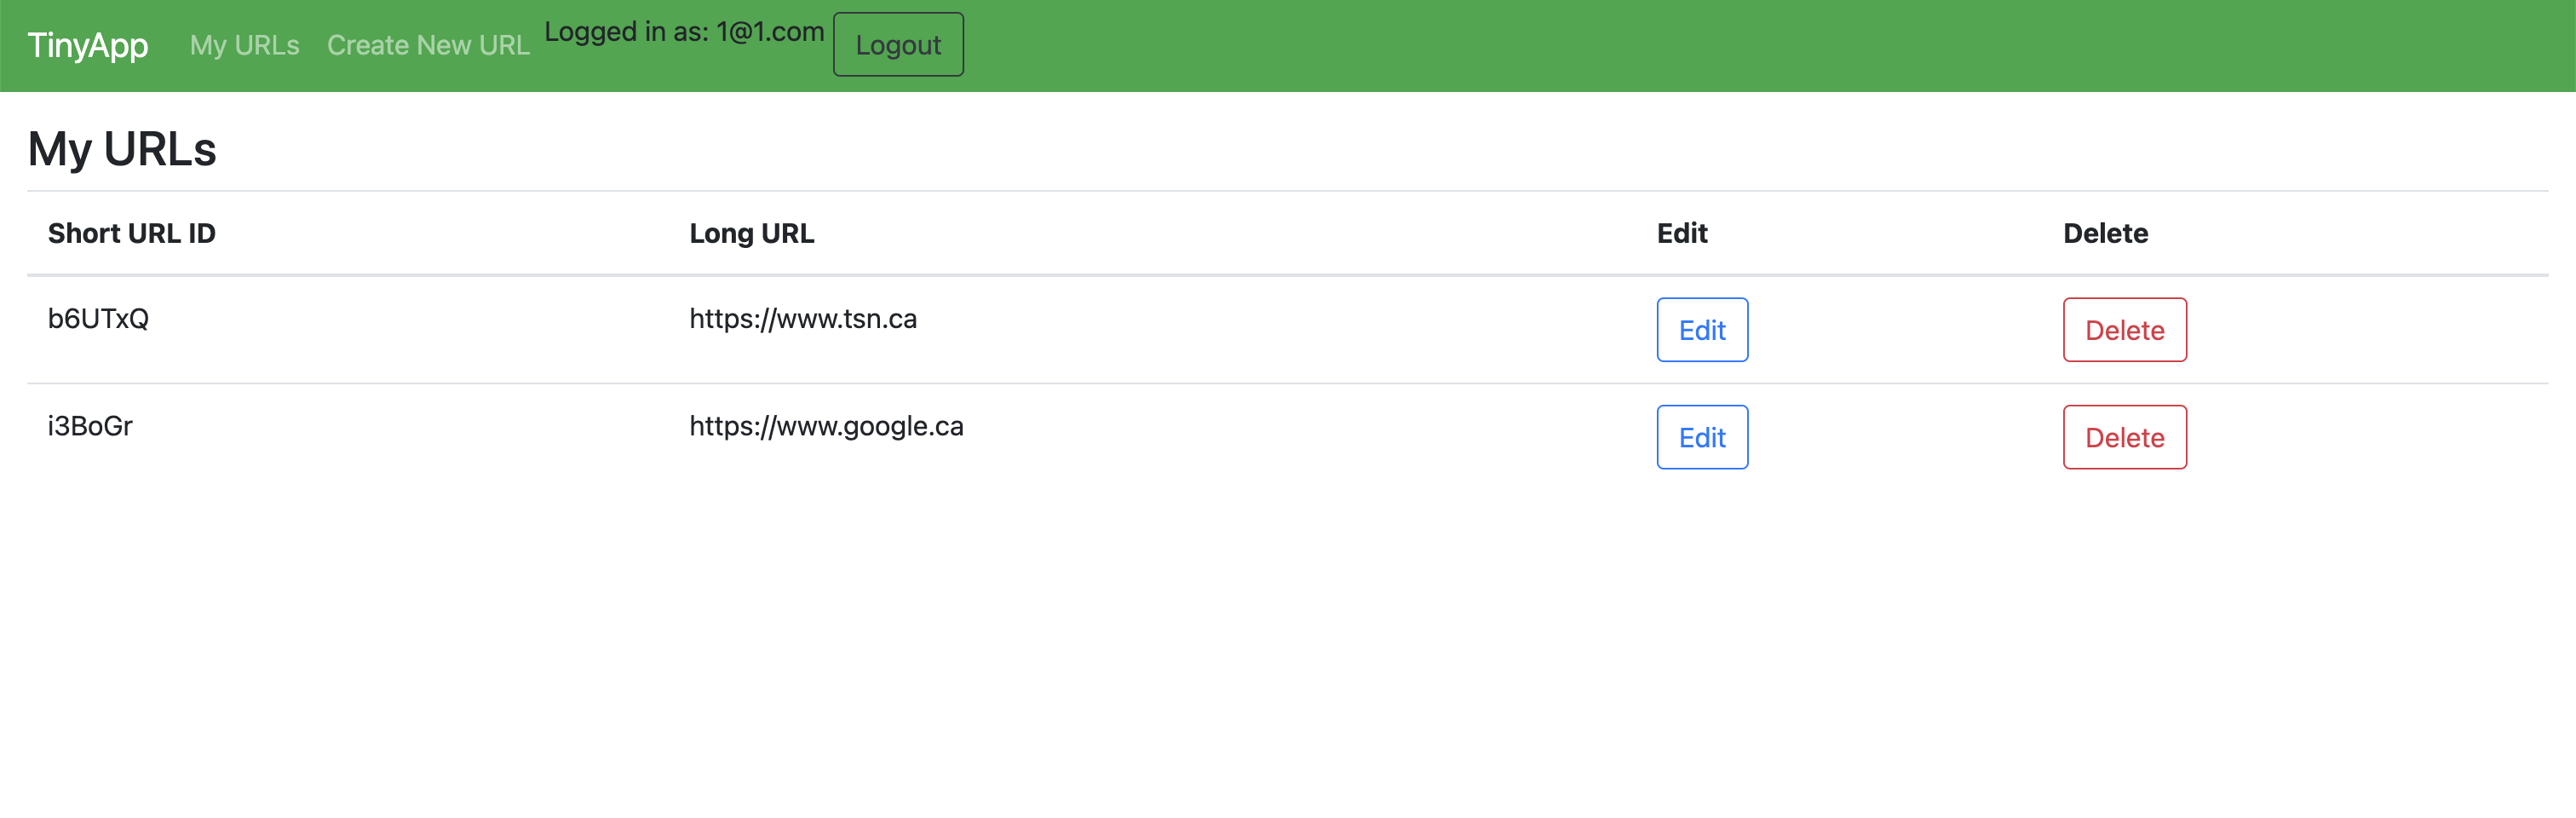 TinyApp My URLs Create New URL Logged in as: 1@1.com Logout
My URLs
Short URL ID Long URL Edit Delete
b6UTxQ https://www.tsn.ca Edit Delete
i3BoGr https://www.google.ca Edit Delete